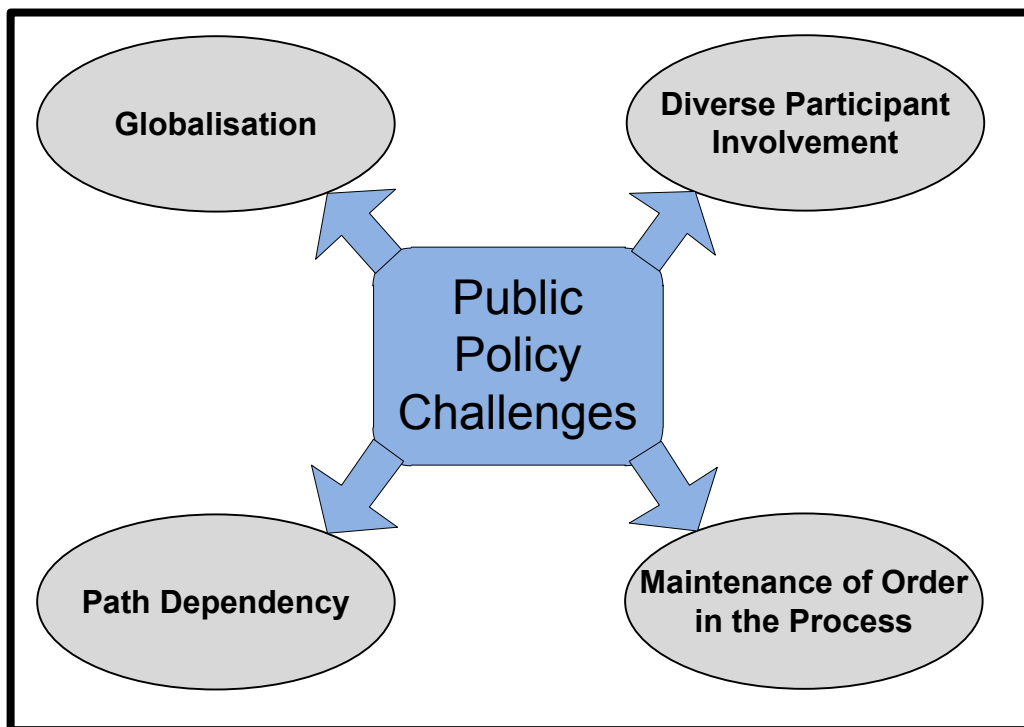 Globalisation
Diverse Participant
Involvement
Public
Policy
Challenges
Path Dependency
Maintenance of Order
in the Process